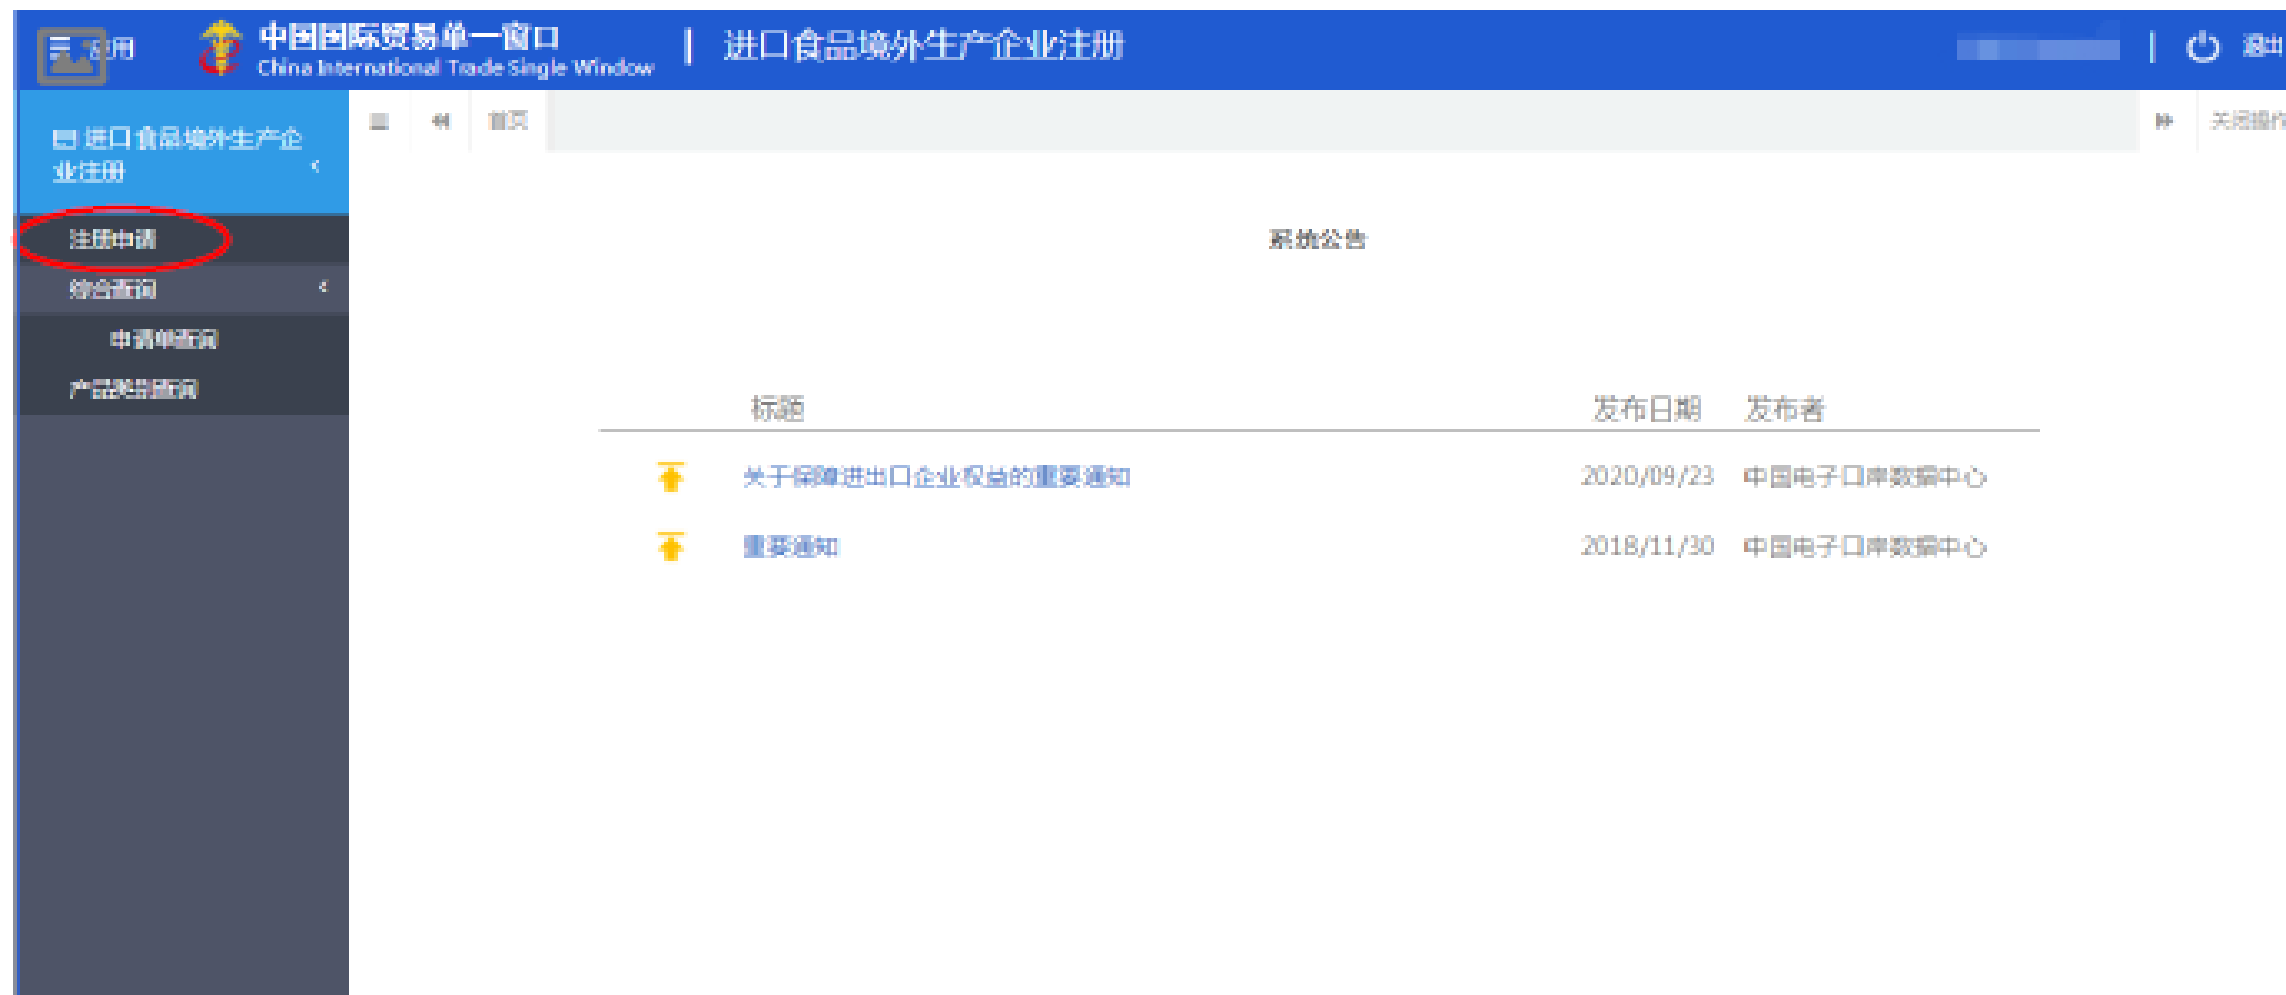 应用
中国国际贸易单一窗口
China International Trade Single Window
进口食品境外生产企业注册
退出
进口食品境外生产企
业注册
首页
关闭操作
注册申请
综合查询
申请单查询
产品类别查询
系统公告
标题 发布日期 发布者
关于保障进出口企业权益的重要通知 2020/09/23 中国电子口岸数据中心
重要通知 2018/11/30 中国电子口岸数据中心